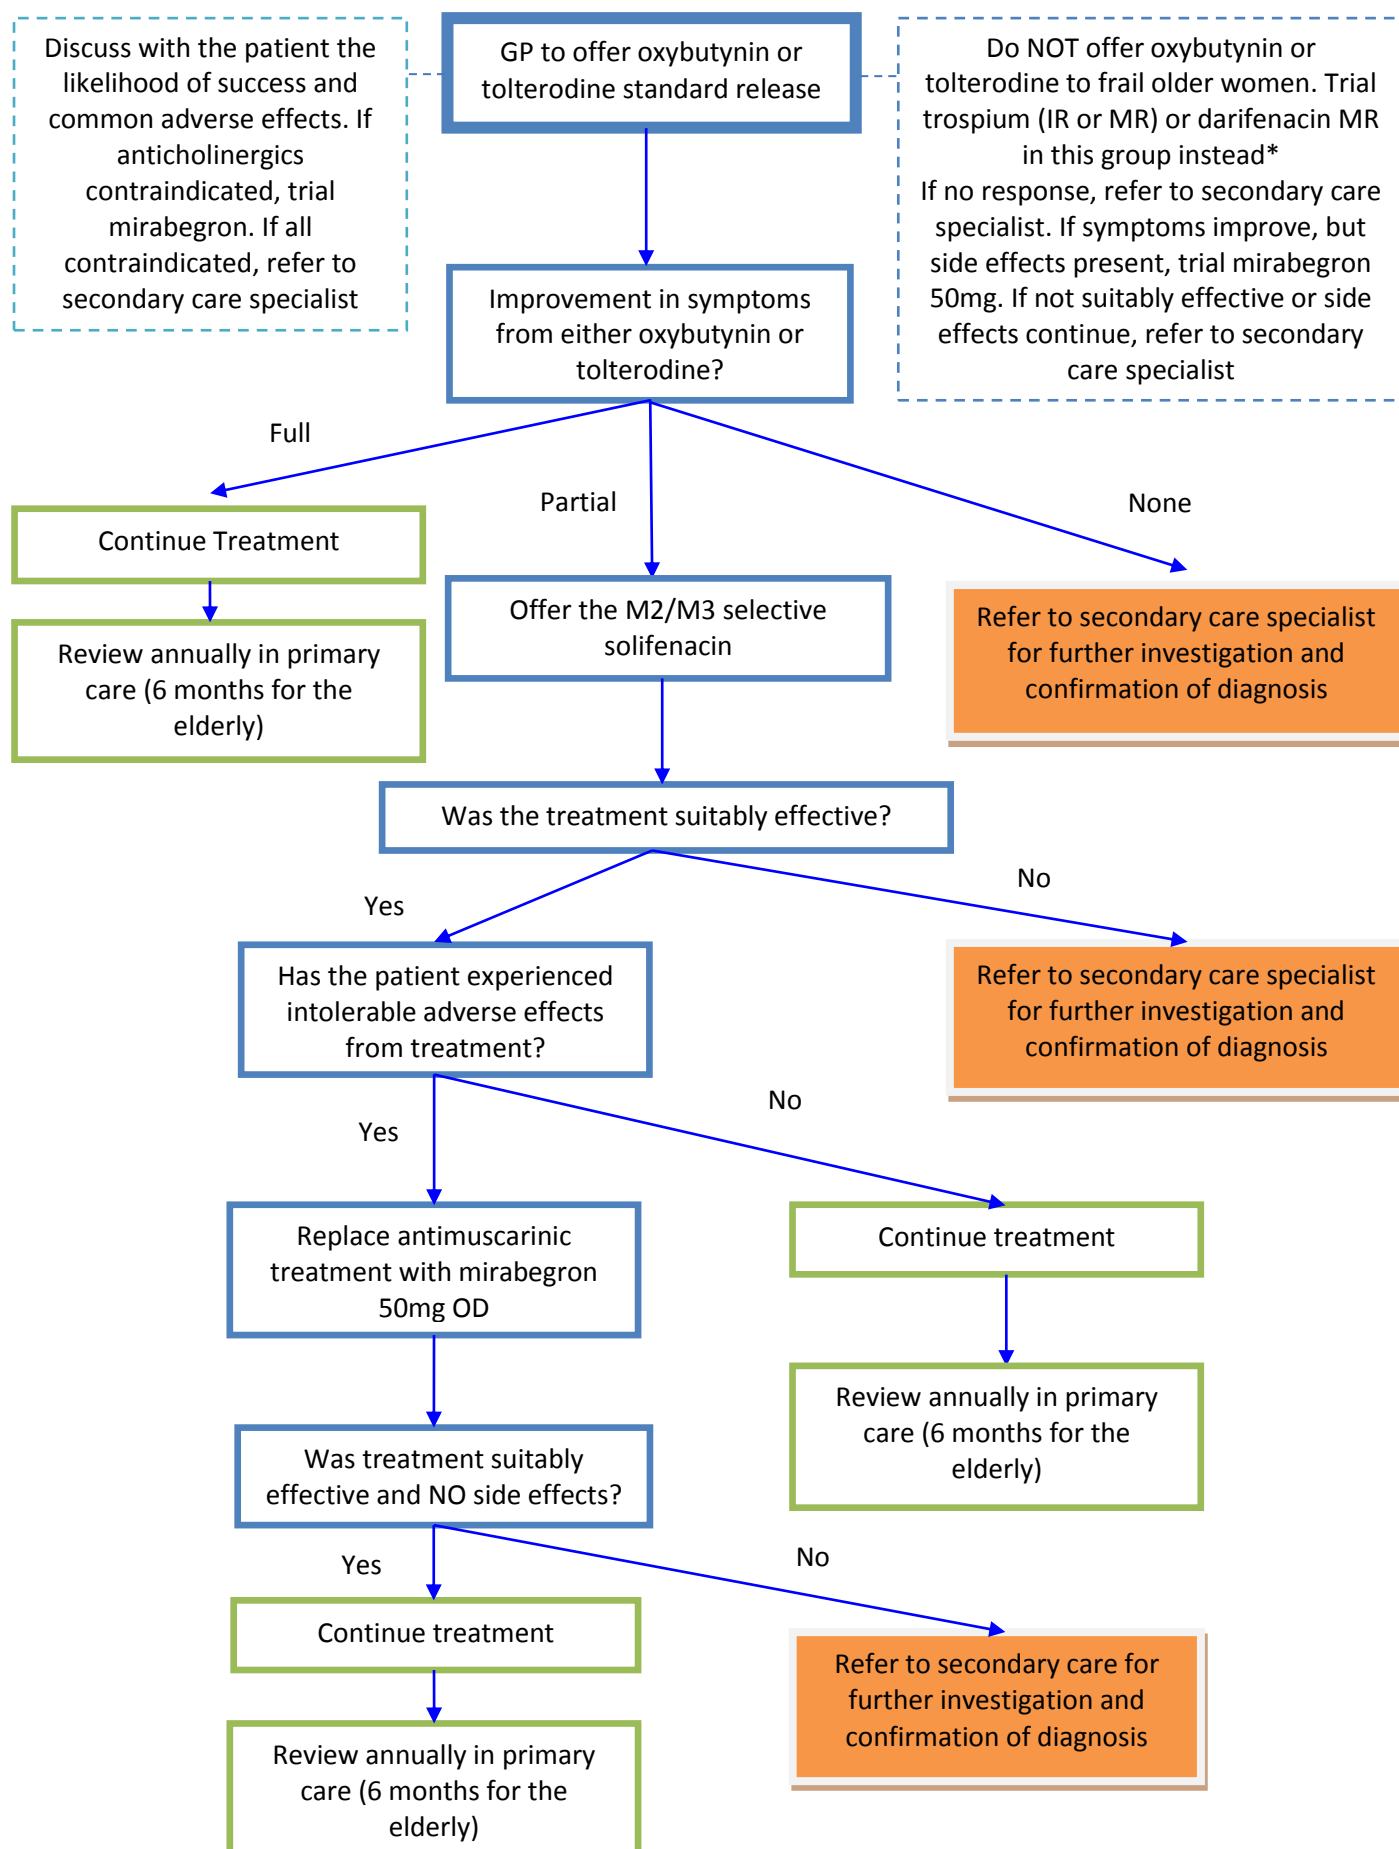 Discuss with the patient the
likelihood of success and
common adverse effects. If
anticholinergics
contraindicated, trial
mirabegron. If all
contraindicated, refer to
secondary care specialist
GP to offer oxybutynin or
tolterodine standard release
Do NOT offer oxybutynin or
tolterodine to frail older women. Trial
trospium (IR or MR) or darifenacin MR
in this group instead*
If no response, refer to secondary care
specialist. If symptoms improve, but
side effects present, trial mirabegron
50mg. If not suitably effective or side
effects continue, refer to secondary
care specialist
Improvement in symptoms
from either oxybutynin or
tolterodine?
Full
Partial
None
Continue Treatment
Review annually in primary
care (6 months for the
elderly)
Offer the M2/M3 selective
solifenacin
Refer to secondary care specialist
for further investigation and
confirmation of diagnosis
Was the treatment suitably effective?
Yes
No
Has the patient experienced
intolerable adverse effects
from treatment?
Refer to secondary care specialist
for further investigation and
confirmation of diagnosis
Yes
No
Replace antimuscarinic
treatment with mirabegron
50mg OD
Continue treatment
Review annually in primary
care (6 months for the
elderly)
Was treatment suitably
effective and NO side effects?
Yes
No
Continue treatment
Refer to secondary care for
further investigation and
confirmation of diagnosis
Review annually in primary
care (6 months for the
elderly)